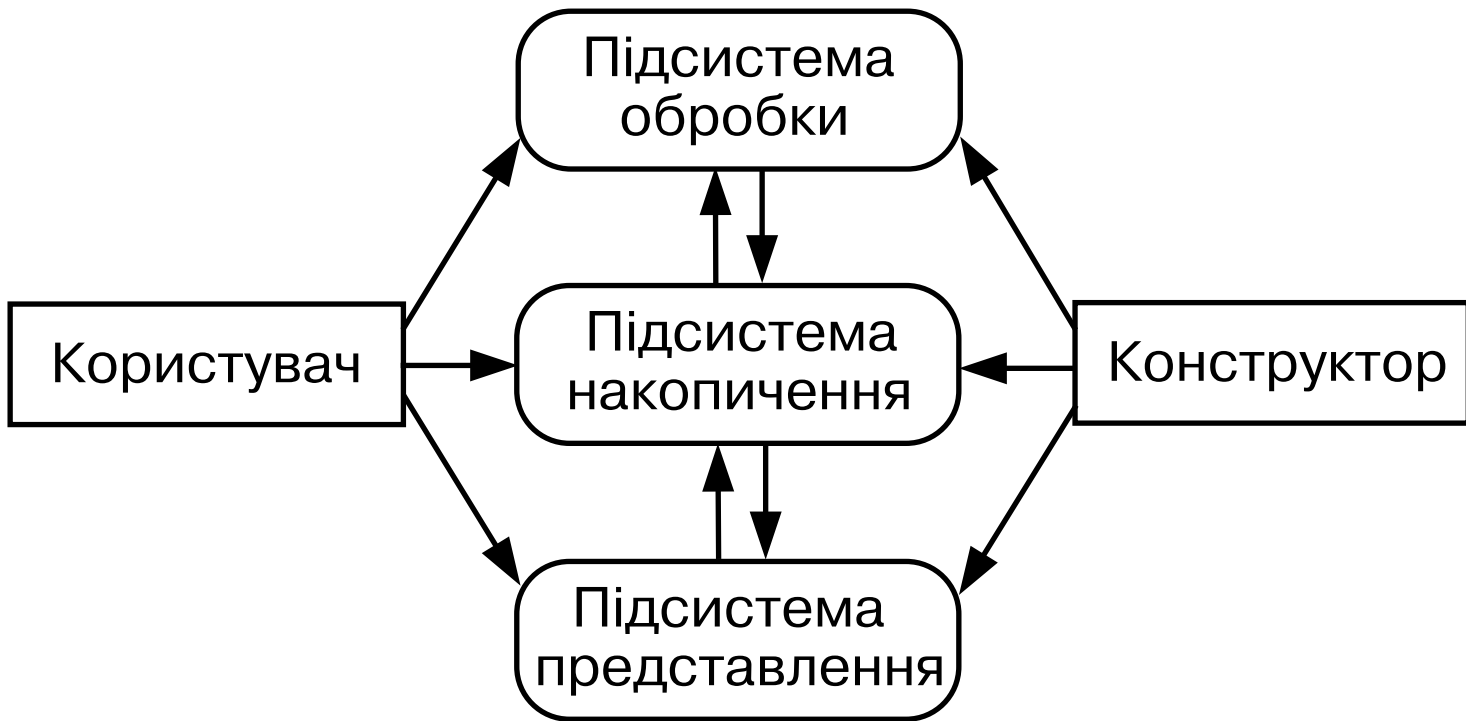 Підсистема
обробки
Користувач
Підсистема
накопичення
Конструктор
Підсистема
представлення